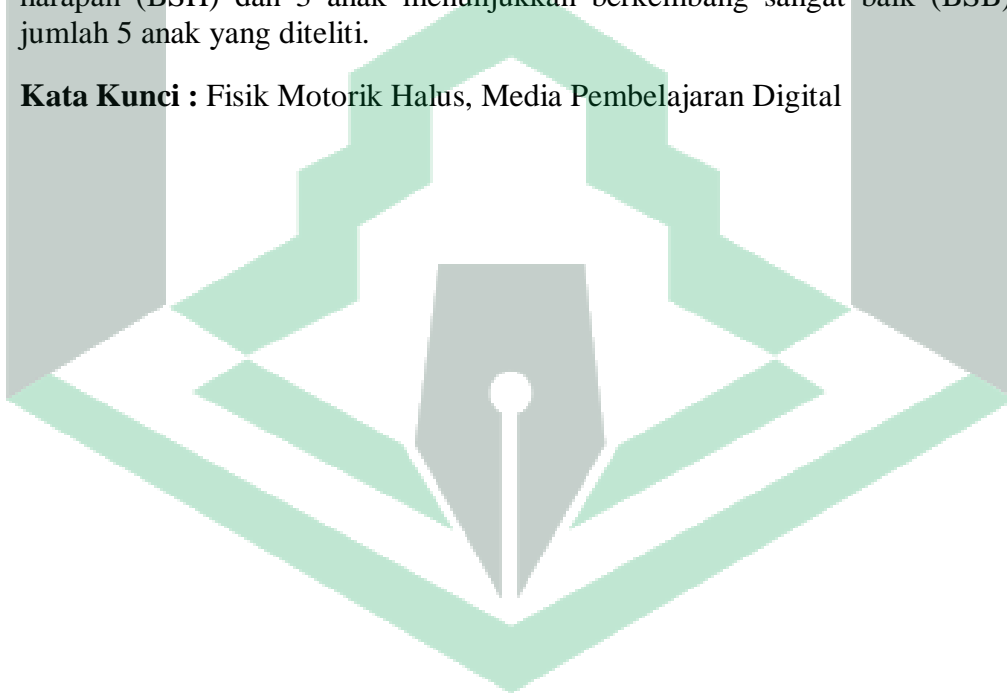 harapan (BSH) dan 3 anak menunjukkan berkembang sangat baik (BSB)
jumlah 5 anak yang diteliti.
Kata Kunci : Fisik Motorik Halus, Media Pembelajaran Digital